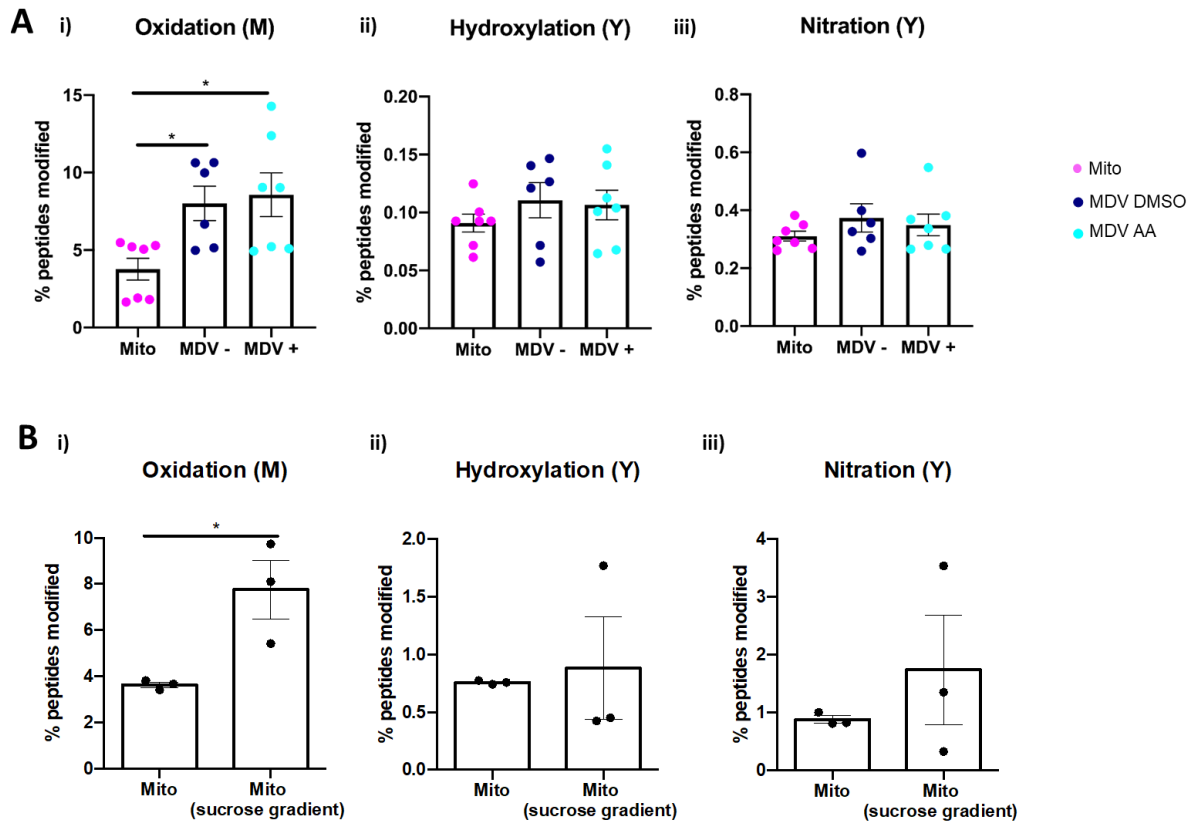 A
i)
Oxidation (M)
% peptides modified
15
10
5
0
*
*
Mito
MDV -
MDV +
ii)
Hydroxylation (Y)
% peptides modified
0.20
0.15
0.10
0.05
0.00
Mito
MDV -
MDV +
iii)
Nitration (Y)
% peptides modified
0.8
0.6
0.4
0.2
0.0
Mito
MDV -
MDV +
Mito
MDV DMSO
MDV AA
B
i)
Oxidation (M)
% peptides modified
10
8
6
4
2
0
*
Mito
Mito
(sucrose gradient)
ii)
Hydroxylation (Y)
% peptides modified
2.0
1.5
1.0
0.5
0.0
Mito
Mito
(sucrose gradient)
iii)
Nitration (Y)
% peptides modified
4
3
2
1
0
Mito
Mito
(sucrose gradient)